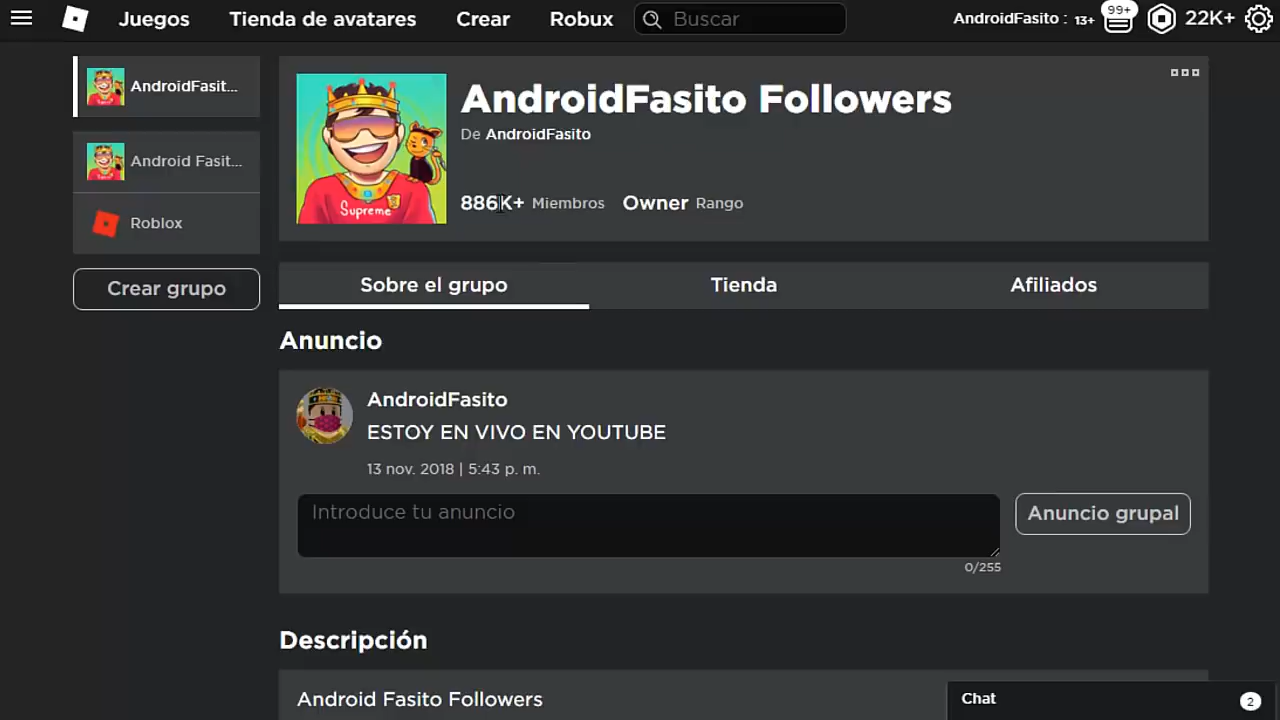 Juegos Tienda de avatares Crear Robux Buscar AndroidFasito : 13+ 99+ 22K+
AndroidFasit...
Android Fasit...
Roblox
Crear grupo
Supreme
AndroidFasito Followers
De AndroidFasito
886K+ Miembros Owner Rango
Sobre el grupo Tienda Afiliados
Anuncio
AndroidFasito
ESTOY EN VIVO EN YOUTUBE
13 nov. 2018 | 5:43 p. m.
Introduce tu anuncio
Anuncio grupal
0/255
Descripción
Android Fasito Followers
Chat 2